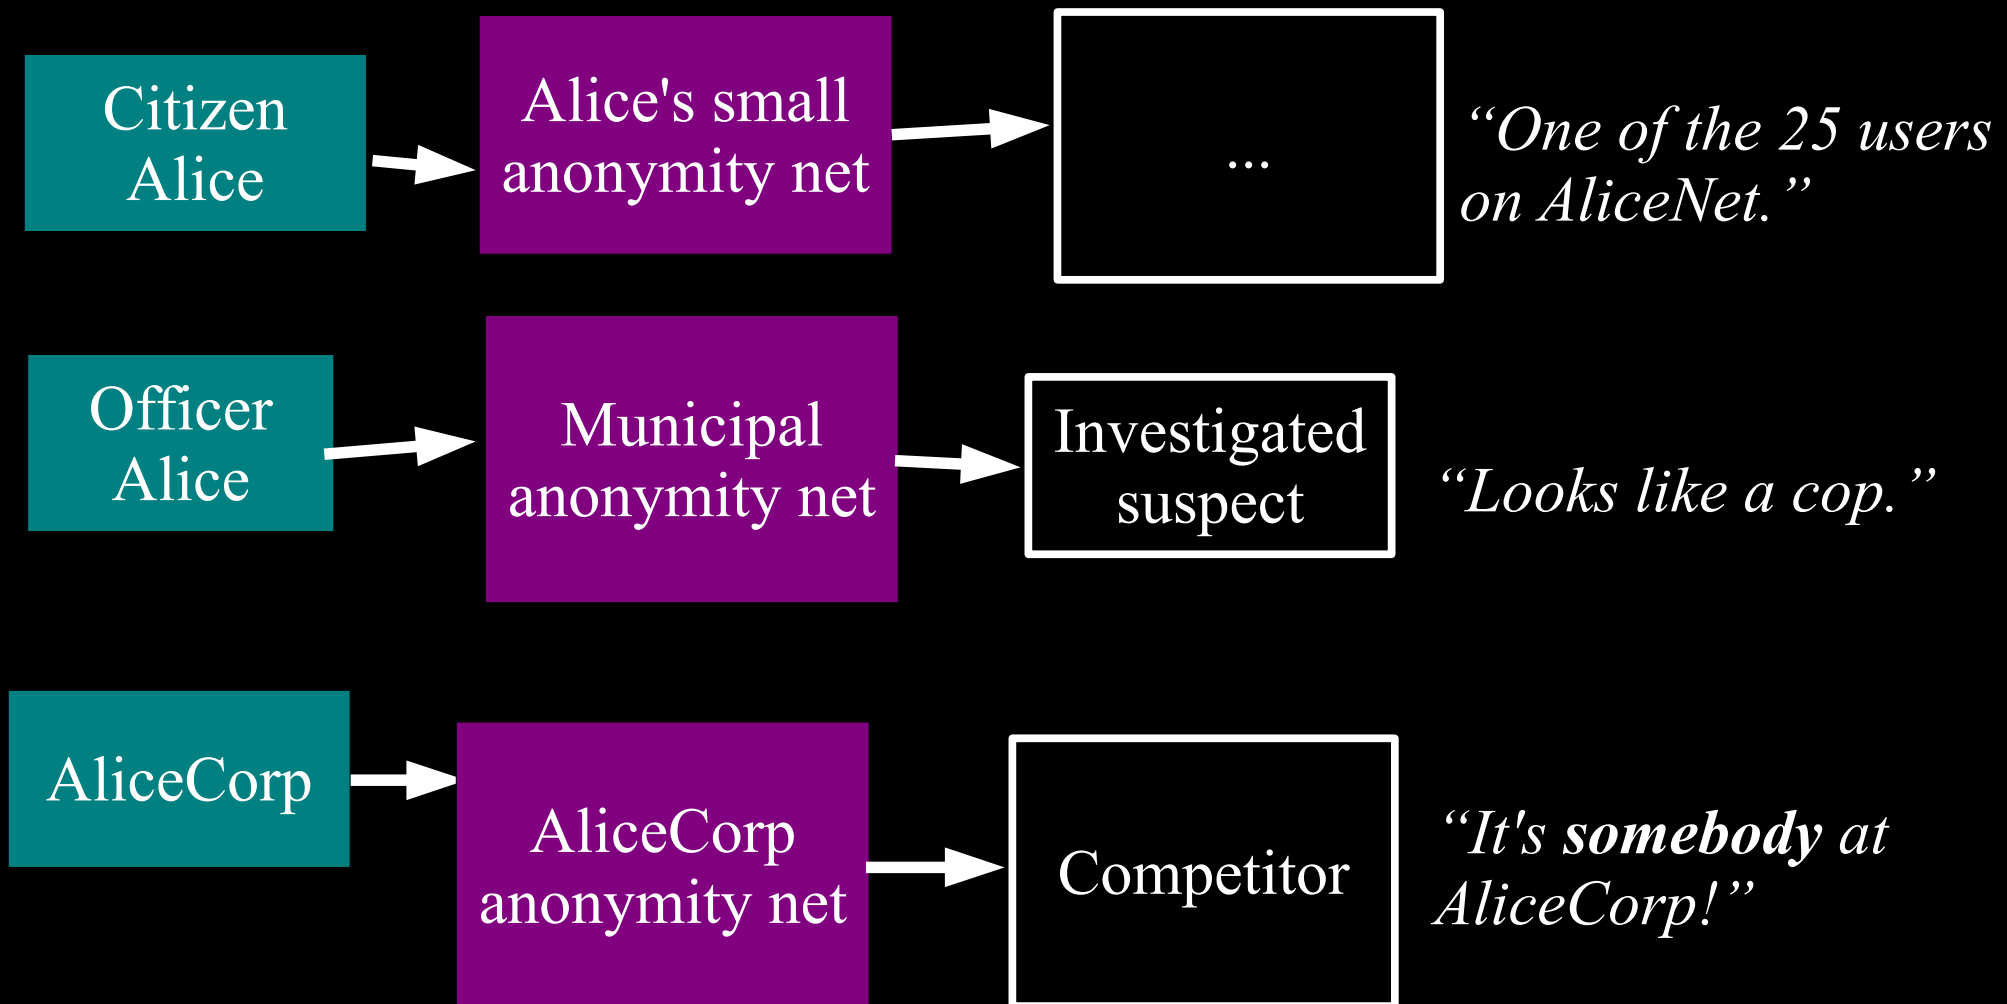 Citizen
Alice
Alice's small
anonymity net
...
“One of the 25 users
on AliceNet.”
Officer
Alice
Municipal
anonymity net
Investigated
suspect
“Looks like a cop.”
AliceCorp
AliceCorp
anonymity net
Competitor
“It's somebody at
AliceCorp!”